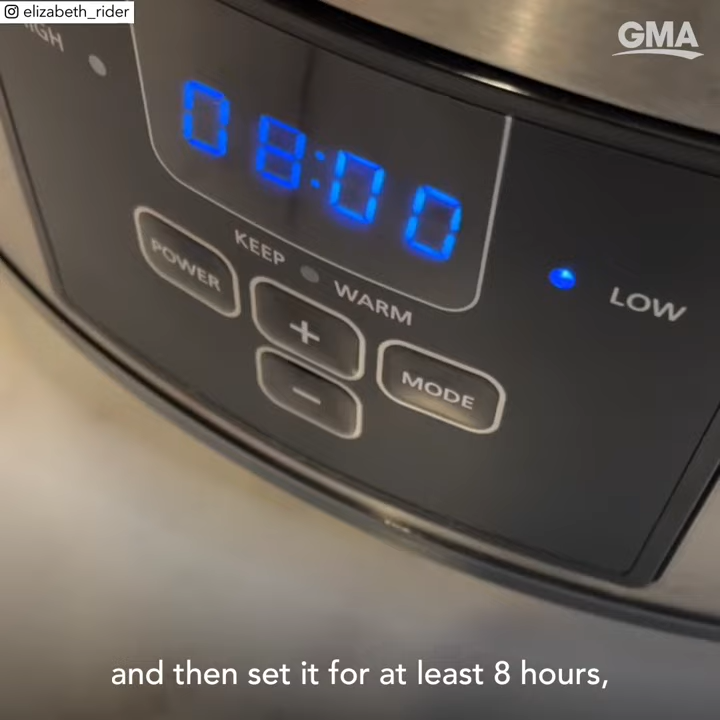 elizabeth_rider
GMA
08:00
KEEP
WARM
POWER
+
-
MODE
LOW
and then set it for at least 8 hours,